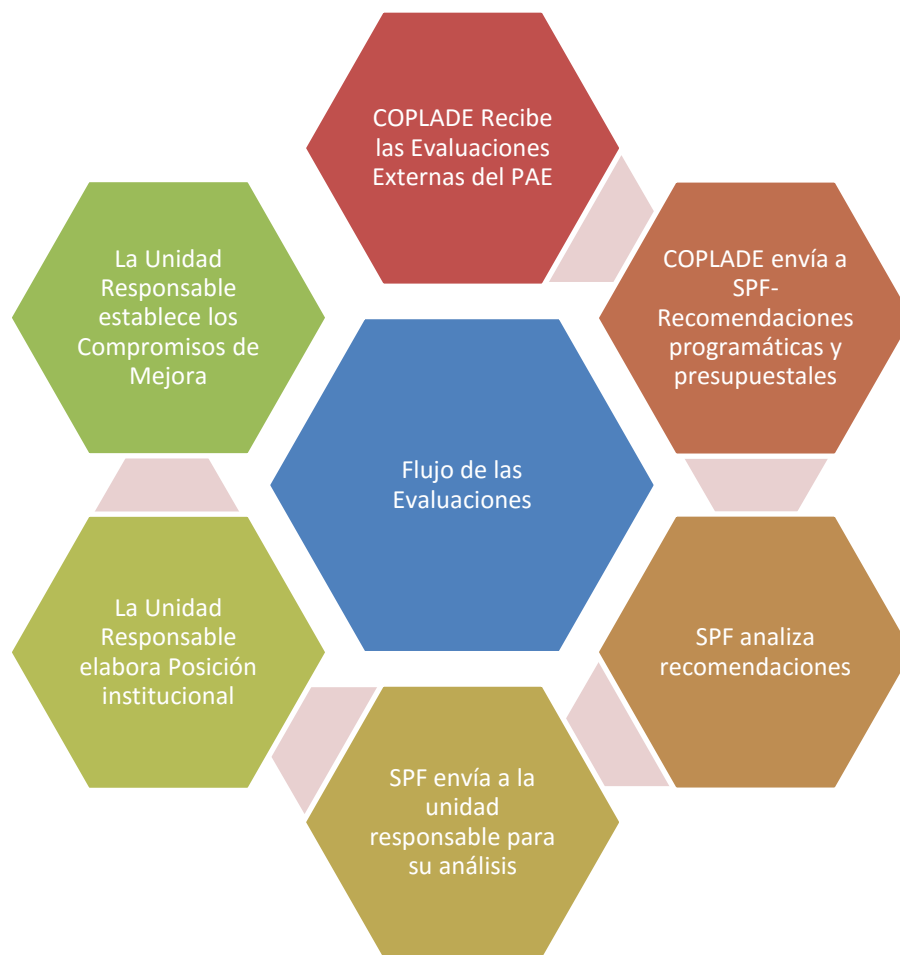 COPLADE Recibe
las Evaluaciones
Externas del PAE
COPLADE envía a
SPF-
Recomendaciones
programáticas y
presupuestales
SPF analiza
recomendaciones
SPF envía a la
unidad
responsable para
su análisis
La Unidad
Responsable
elabora Posición
institucional
La Unidad
Responsable
establece los
Compromisos de
Mejora
Flujo de las
Evaluaciones